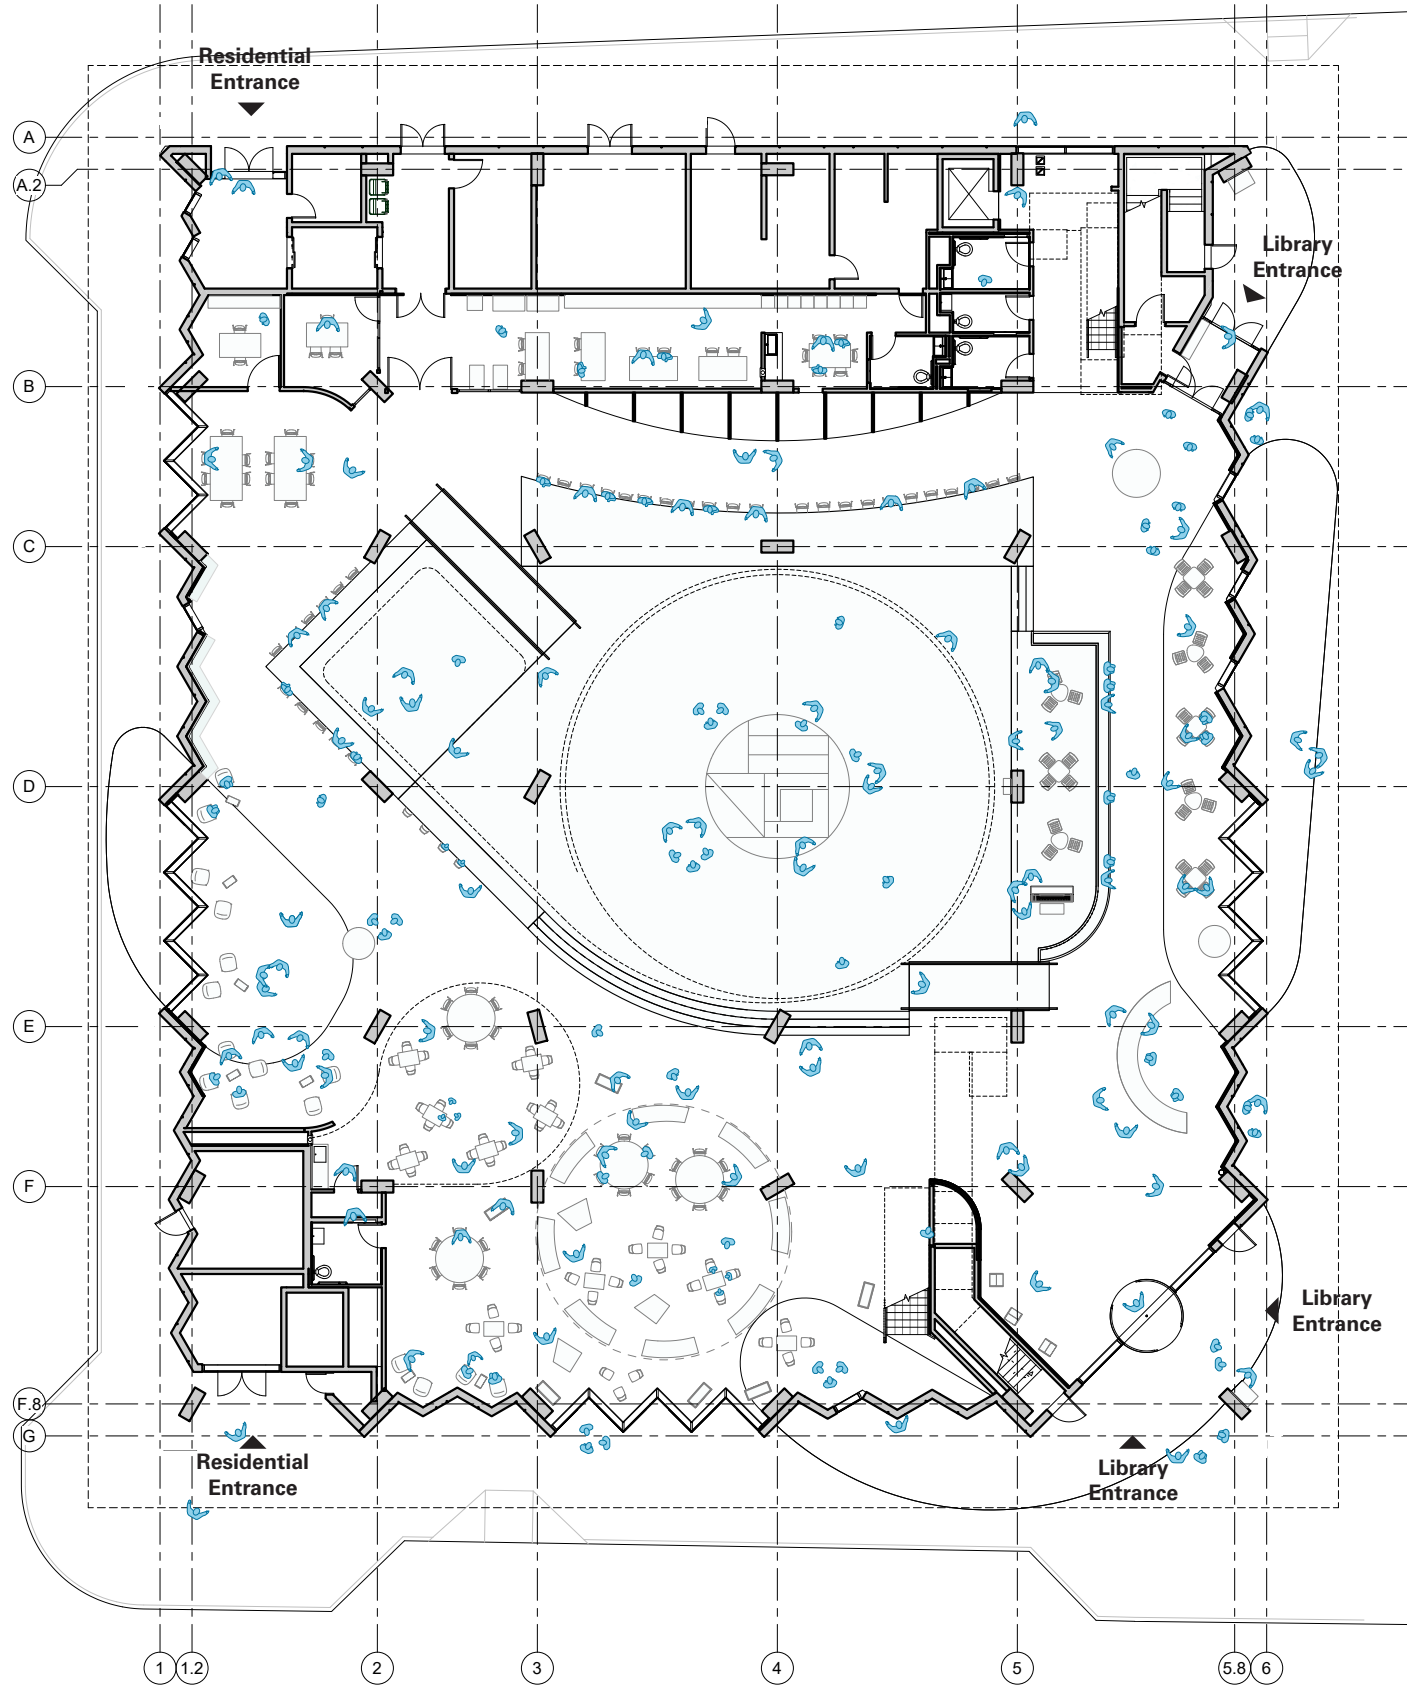 Residential
Entrance
A
A.2
Library
Entrance
B
C
D
E
F
Library
Entrance
F.8
G
Residential
Entrance
Library
Entrance
1
1.2
2
3
4
5
5.8
6